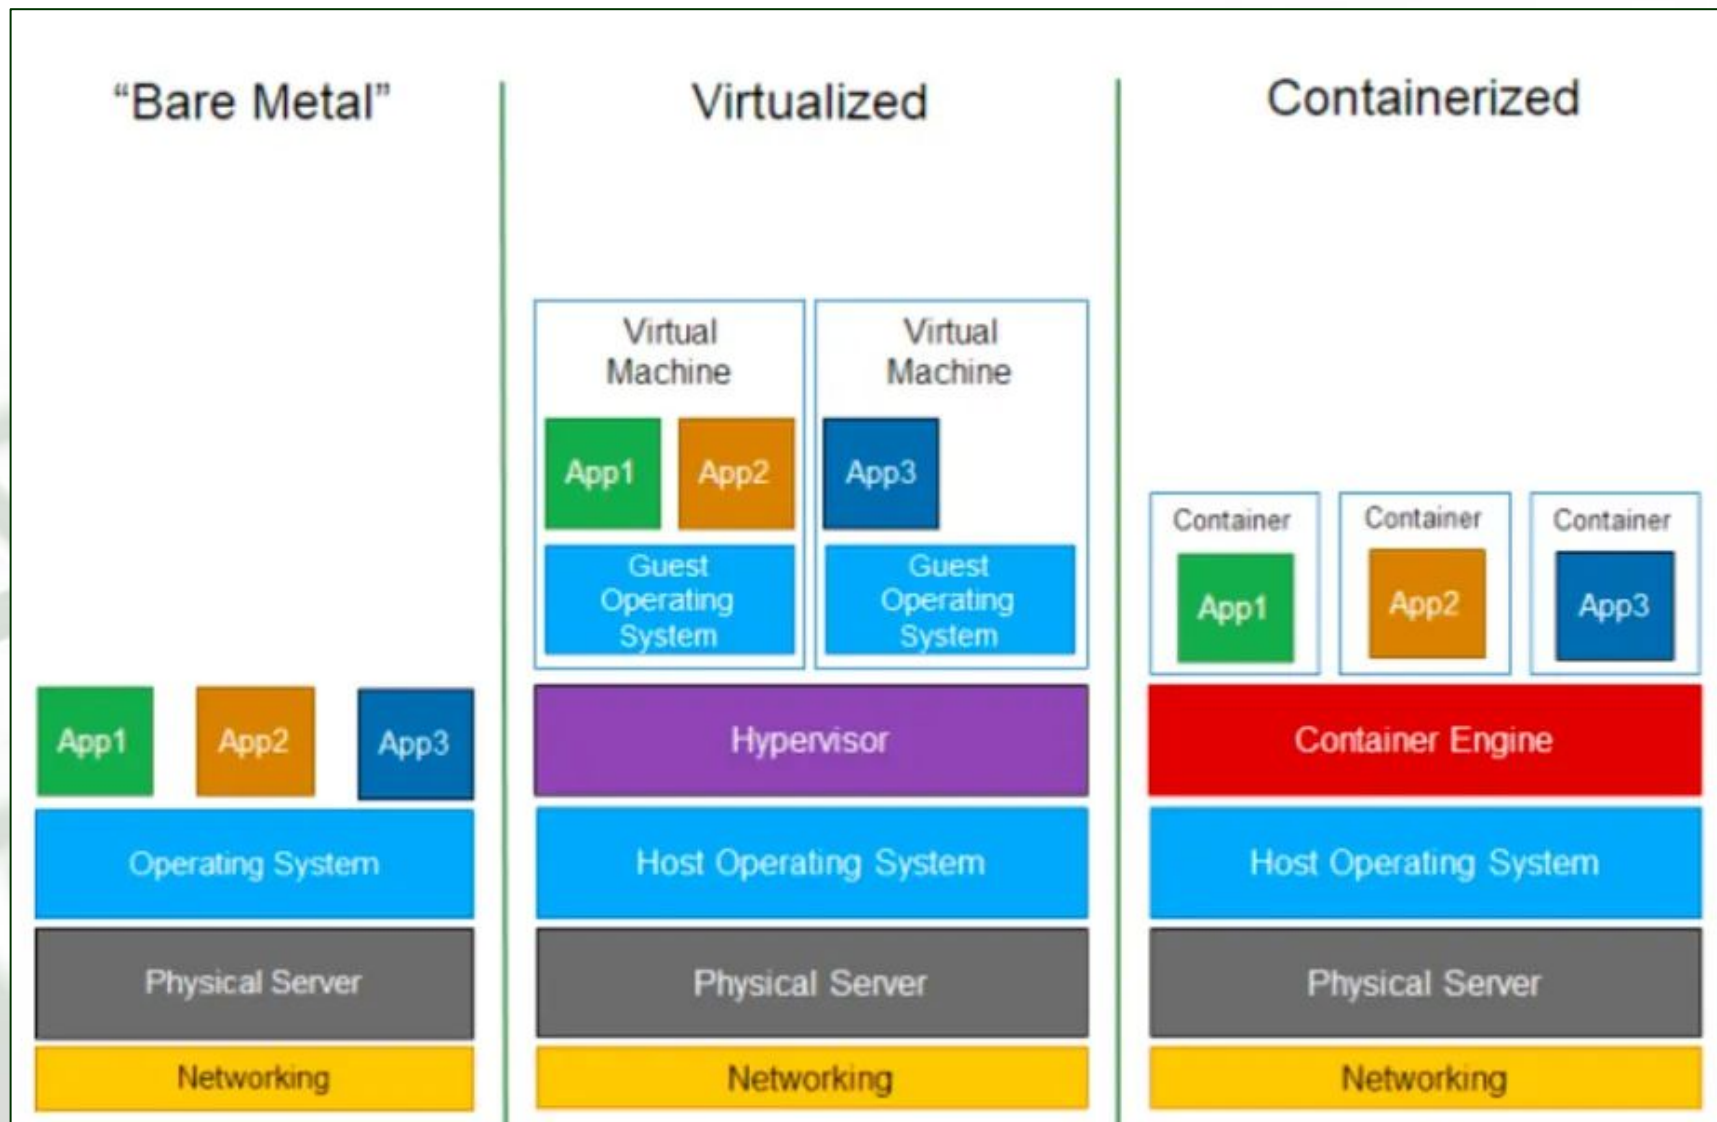 “Bare Metal”
App1
App2
App3
Operating System
Physical Server
Networking
Virtualized
Virtual
Machine
App1
App2
Guest
Operating
System
Virtual
Machine
App3
Guest
Operating
System
Hypervisor
Host Operating System
Physical Server
Networking
Containerized
Container
App1
Container
App2
Container
App3
Container Engine
Host Operating System
Physical Server
Networking